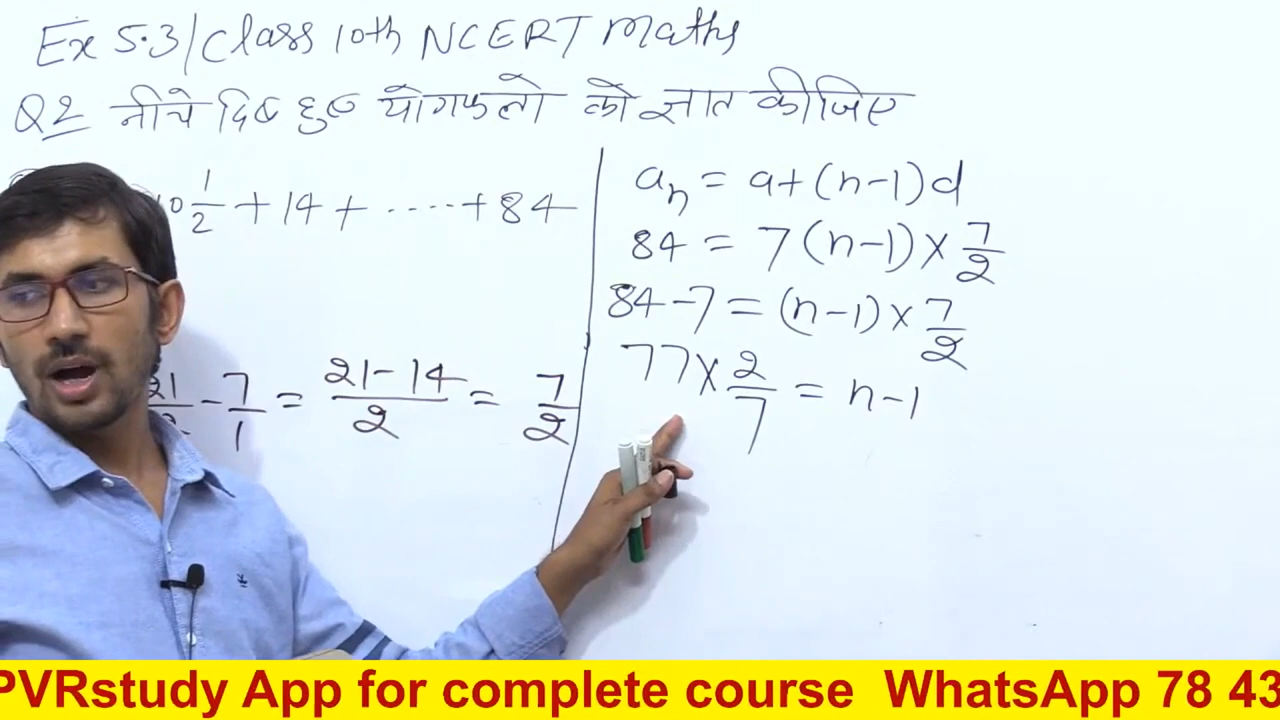 Ex 5.3/Class 10th NCERT Maths
Q2 नीचे दिए हुए योगफलो को ज्ञात कीजिए
10 1/2 + 14 + ..... + 84
21/2 - 7/1 = 21-14/2 = 7/2
aₙ = a+(n-1)d
84 = 7(n-1)×7/2
84-7 = (n-1)×7/2
77×2/7 = n-1
PVRstudy App for complete course WhatsApp 78 43